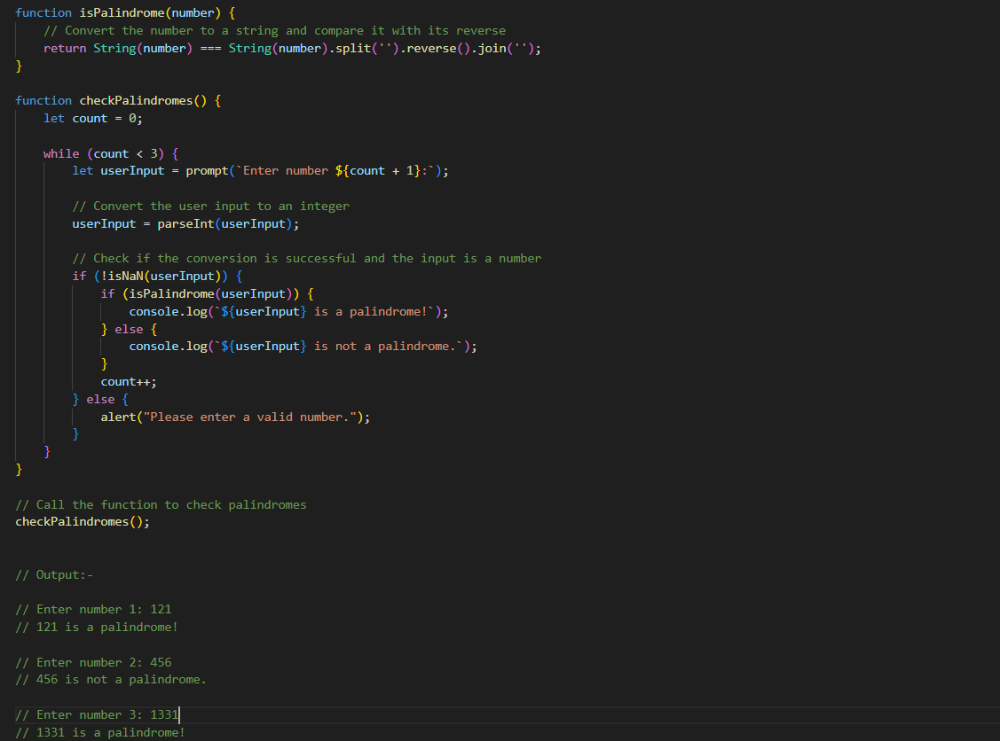 function isPalindrome(number) {
    // Convert the number to a string and compare it with its reverse
    return String(number) === String(number).split('').reverse().join('');
}

function checkPalindromes() {
    let count = 0;

    while (count < 3) {
        let userInput = prompt(`Enter number ${count + 1}:`);

        // Convert the user input to an integer
        userInput = parseInt(userInput);

        // Check if the conversion is successful and the input is a number
        if (!isNaN(userInput)) {
            if (isPalindrome(userInput)) {
                console.log(`${userInput} is a palindrome!`);
            } else {
                console.log(`${userInput} is not a palindrome.`);
            }
            count++;
        } else {
            alert("Please enter a valid number.");
        }
    }
}

// Call the function to check palindromes
checkPalindromes();


// Output:-

// Enter number 1: 121
// 121 is a palindrome!

// Enter number 2: 456
// 456 is not a palindrome.

// Enter number 3: 1331
// 1331 is a palindrome!